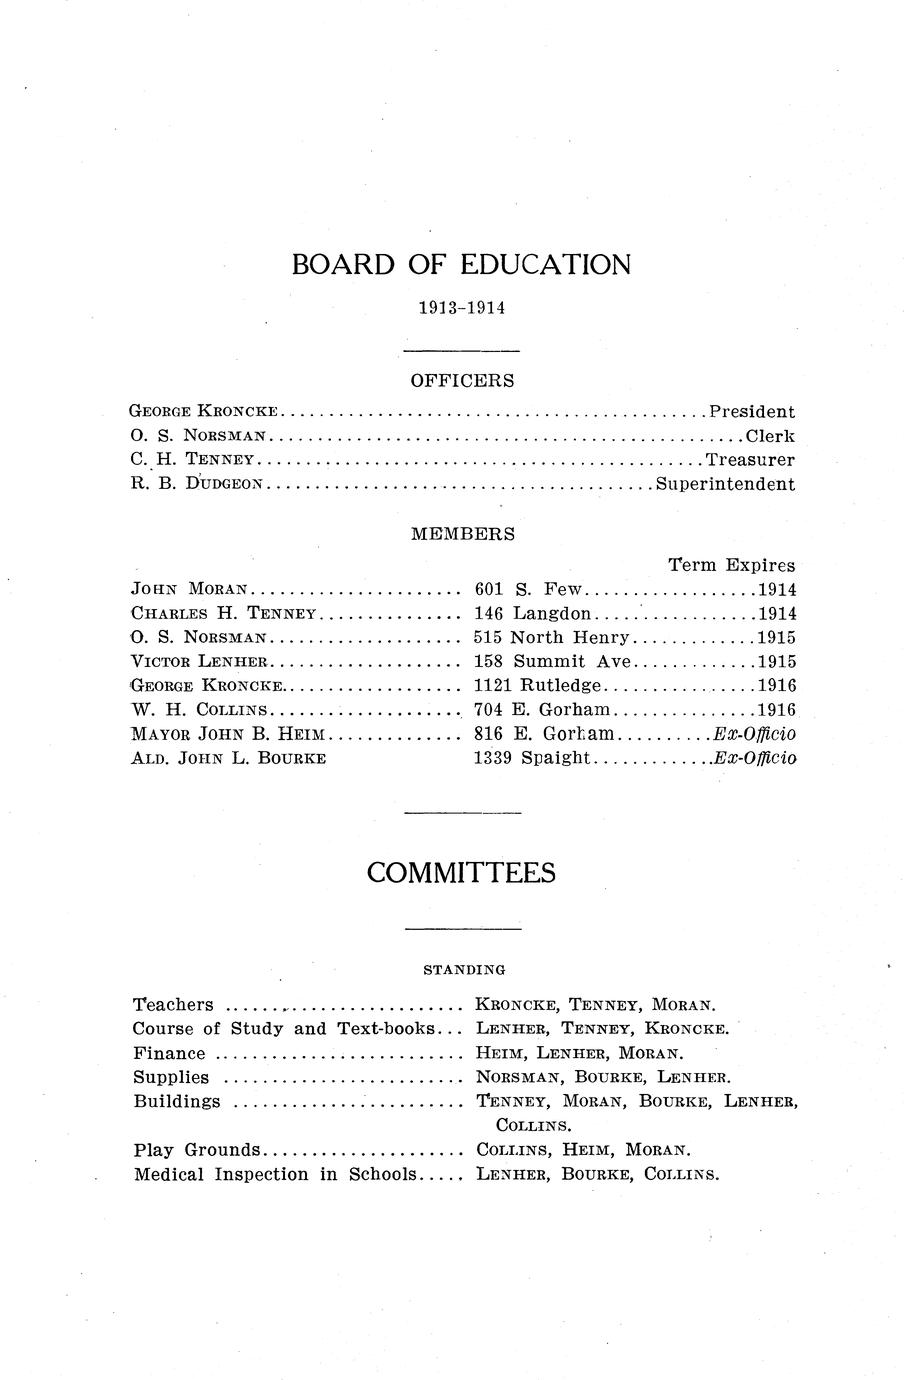 BOARD OF EDUCATION
1913-1914
OFFICERS
GEORGE KRONCKE............................................President
O. S. NORSMAN.................................................Clerk
C. H. TENNEY..............................................Treasurer
R. B. DUDGEON........................................Superintendent
MEMBERS
Term Expires
JOHN MORAN...................... 601 S. Few..................1914
CHARLES H. TENNEY............... 146 Langdon.................1914
O. S. NORSMAN.................... 515 North Henry.............1915
VICTOR LENHER.................... 158 Summit Ave.............1915
GEORGE KRONCKE................... 1121 Rutledge................1916
W. H. COLLINS.................... 704 E. Gorham...............1916
MAYOR JOHN B. HEIM.............. 816 E. Gorham..........Ex-Officio
ALD. JOHN L. BOURKE 1339 Spaight.............Ex-Officio
COMMITTEES
STANDING
Teachers ......................... KRONCKE, TENNEY, MORAN.
Course of Study and Text-books... LENHER, TENNEY, KRONCKE.
Finance .......................... HEIM, LENHER, MORAN.
Supplies ......................... NORSMAN, BOURKE, LENHER.
Buildings ........................ TENNEY, MORAN, BOURKE, LENHER,
COLLINS.
Play Grounds..................... COLLINS, HEIM, MORAN.
Medical Inspection in Schools..... LENHER, BOURKE, COLLINS.